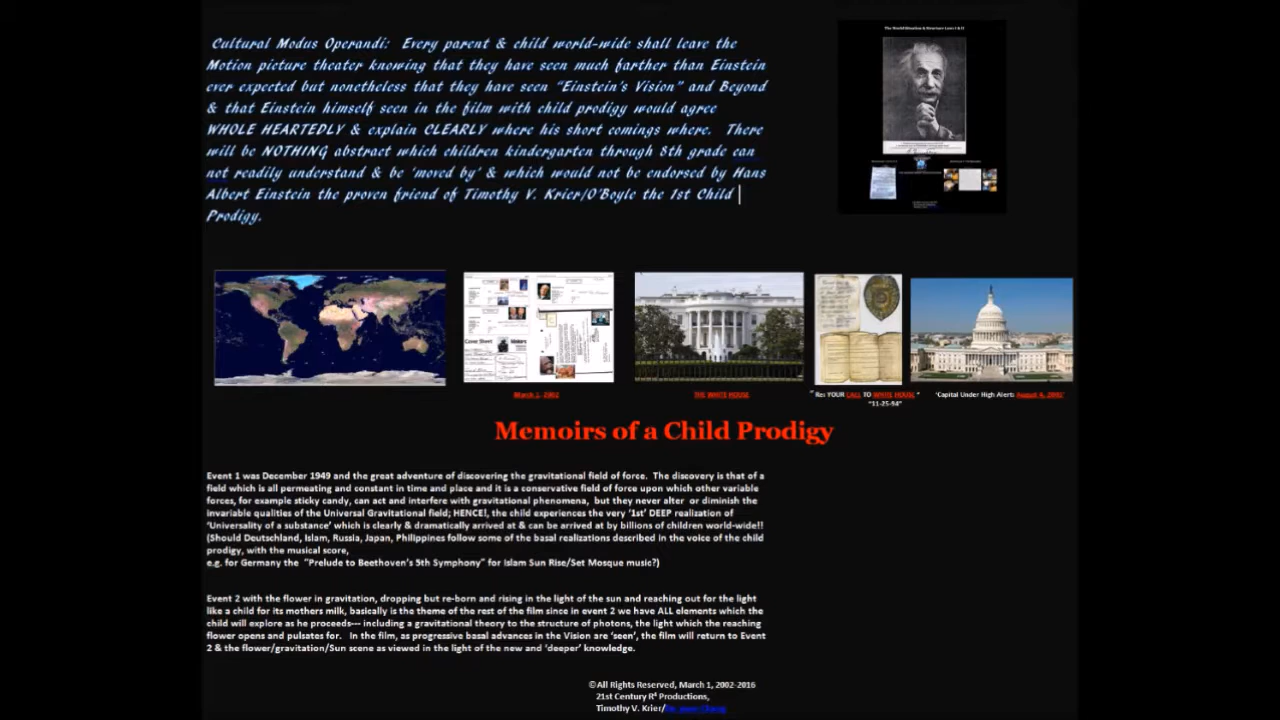 Cultural Modus Operandi: Every parent & child world-wide shall leave the
Motion picture theater knowing that they have seen much farther than Einstein
ever expected but nonetheless that they have seen "Einstein's Vision" and Beyond
& that Einstein himself seen in the film with child prodigy would agree
WHOLE HEARTEDLY & explain CLEARLY where his short comings where. There
will be NOTHING abstract which children kindergarten through 8th grade can
not readily understand & be 'moved by' & which would not be endorsed by Hans
Albert Einstein the proven friend of Timothy V. Krier/O'Boyle the 1st Child
Prodigy.
March 1, 2002
THE WHITE HOUSE
" Re: YOUR CALL TO WHITE HOUSE "
"11-25-94"
'Capital Under High Alert: August 4, 2002'
Memoirs of a Child Prodigy
Event 1 was December 1949 and the great adventure of discovering the gravitational field of force. The discovery is that of a
field which is all permeating and constant in time and place and it is a conservative field of force upon which other variable
forces, for example sticky candy, can act and interfere with gravitational phenomena, but they never alter or diminish the
invariable qualities of the Universal Gravitational field; HENCE!, the child experiences the very '1st' DEEP realization of
'Universality of a substance' which is clearly & dramatically arrived at & can be arrived at by billions of children world-wide!!
(Should Deutschland, Islam, Russia, Japan, Philippines follow some of the basal realizations described in the voice of the child
prodigy, with the musical score,
e.g. for Germany the "Prelude to Beethoven's 5th Symphony" for Islam Sun Rise/Set Mosque music?)
Event 2 with the flower in gravitation, dropping but re-born and rising in the light of the sun and reaching out for the light
like a child for its mothers milk, basically is the theme of the rest of the film since in event 2 we have ALL elements which the
child will explore as he proceeds--- including a gravitational theory to the structure of photons, the light which the reaching
flower opens and pulsates for. In the film, as progressive basal advances in the Vision are 'seen', the film will return to Event
2 & the flower/gravitation/Sun scene as viewed in the light of the new and 'deeper' knowledge.
©All Rights Reserved, March 1, 2002-2016
21st Century R⁴ Productions,
Timothy V. Krier/